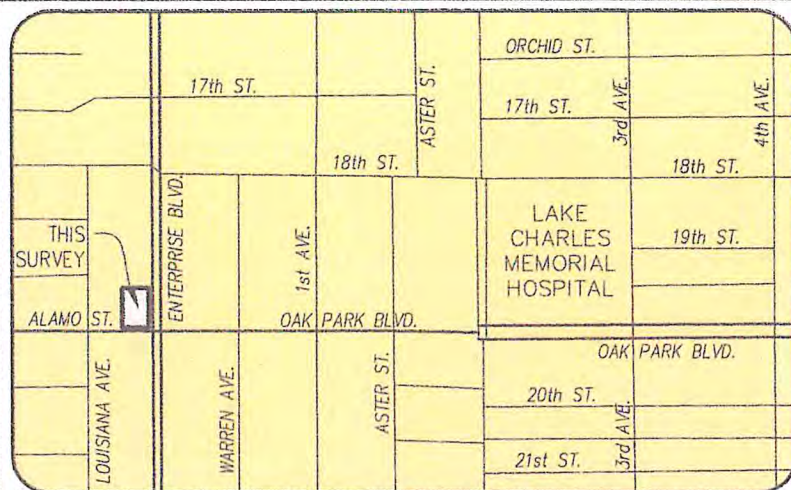 ORCHID ST.
17th ST.
ASTER ST.
17th ST.
3rd AVE.
4th AVE.
18th ST.
18th ST.
ENTERPRISE BLVD.
1st AVE.
LAKE
CHARLES
MEMORIAL
HOSPITAL
19th ST.
THIS
SURVEY
ALAMO ST.
OAK PARK BLVD.
OAK PARK BLVD.
LOUISIANA AVE.
WARREN AVE.
ASTER ST.
20th ST.
3rd AVE.
21st ST.